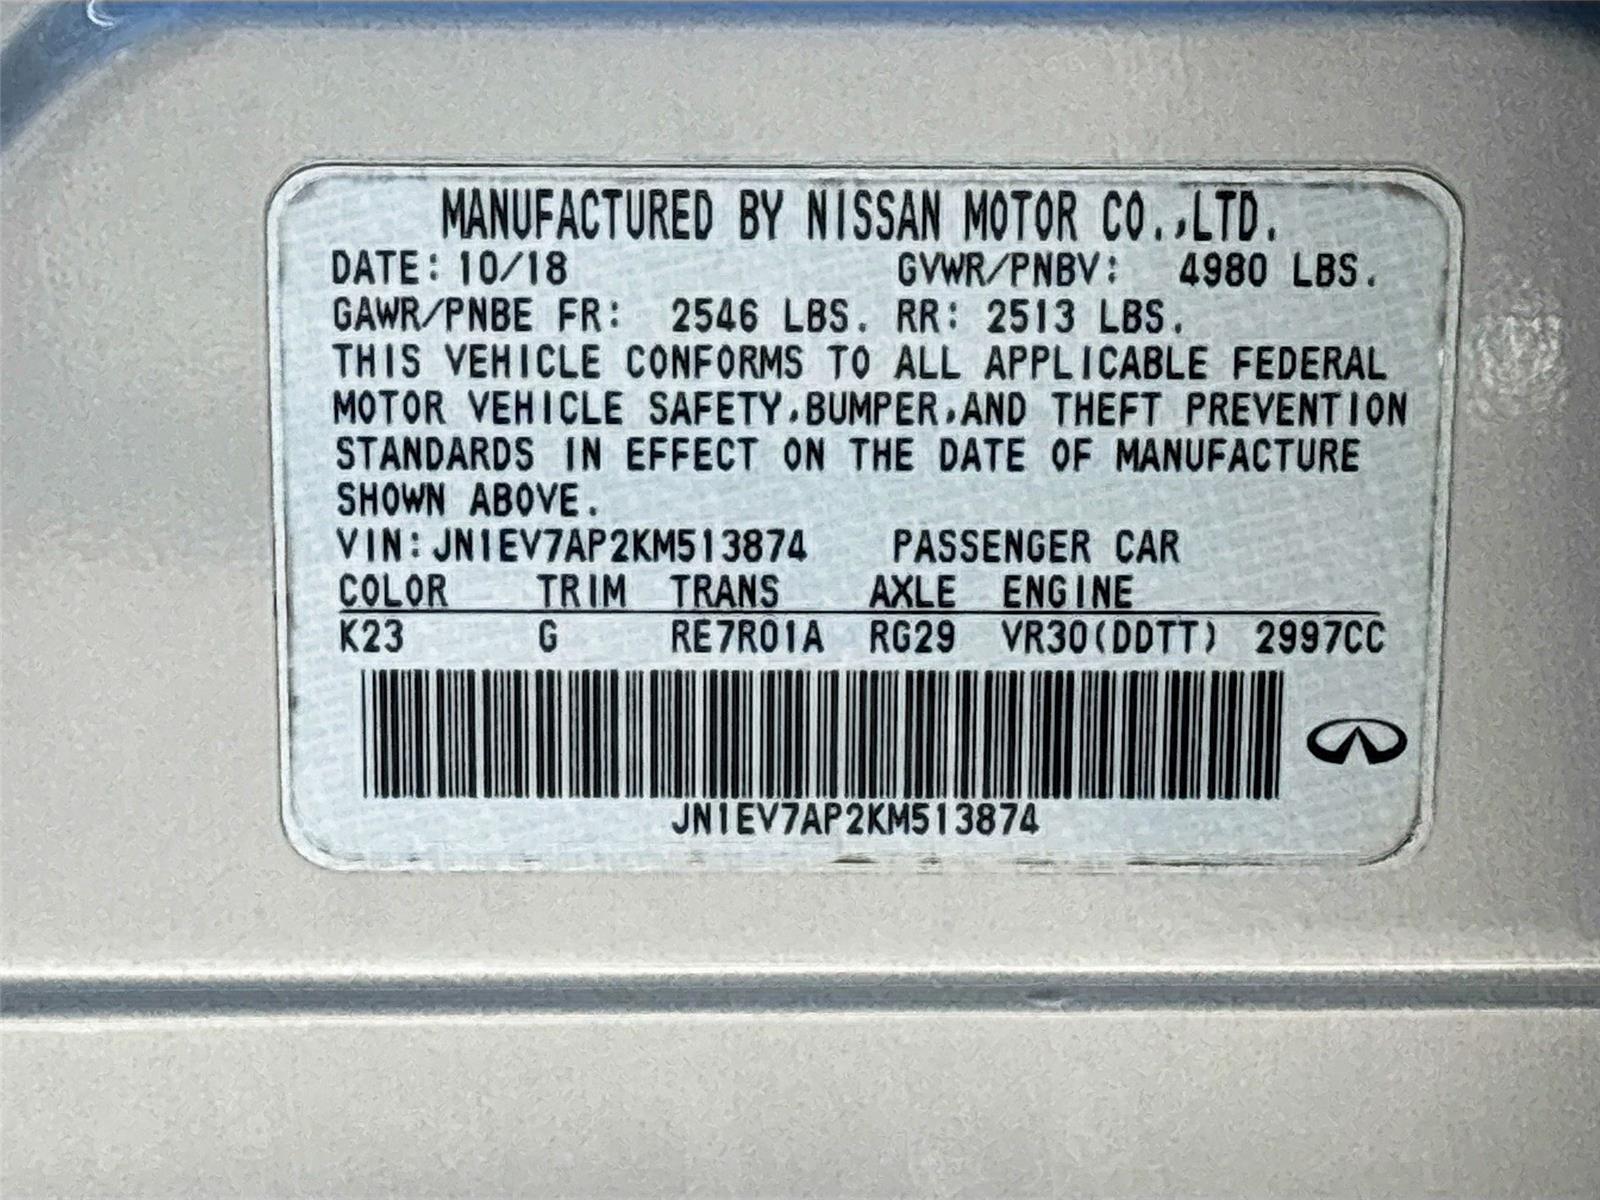 MANUFACTURED BY NISSAN MOTOR CO.,LTD.
DATE: 10/18 GVWR/PNBV: 4980 LBS.
GAWR/PNBE FR: 2546 LBS. RR: 2513 LBS.
THIS VEHICLE CONFORMS TO ALL APPLICABLE FEDERAL
MOTOR VEHICLE SAFETY,BUMPER,AND THEFT PREVENTION
STANDARDS IN EFFECT ON THE DATE OF MANUFACTURE
SHOWN ABOVE.
VIN:JN1EV7AP2KM513874 PASSENGER CAR
COLOR TRIM TRANS AXLE ENGINE
K23 G RE7R01A RG29 VR30(DDTT) 2997CC
JN1EV7AP2KM513874